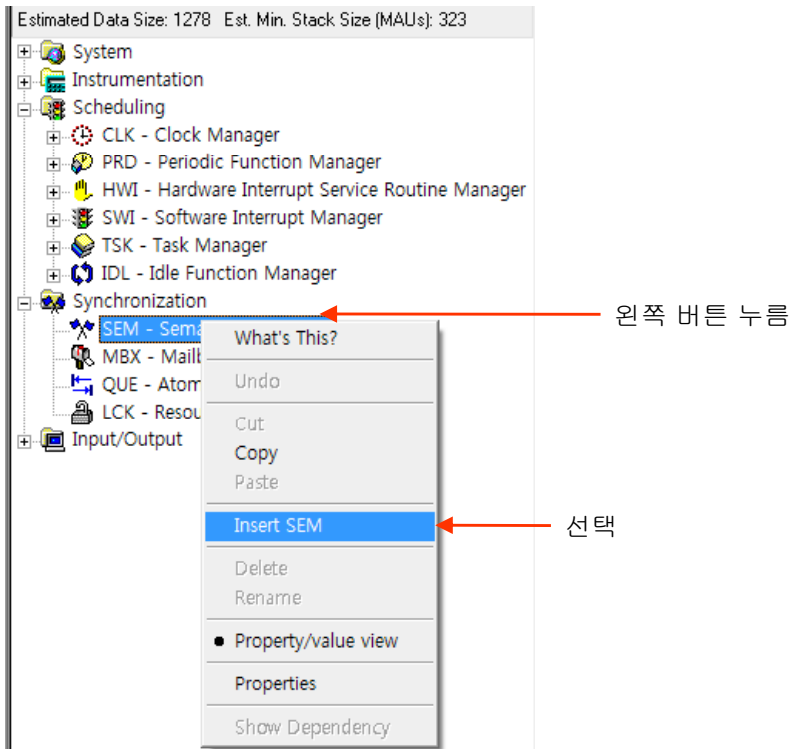 Estimated Data Size: 1278 Est. Min. Stack Size (MAUs): 323
System
Instrumentation
Scheduling
CLK - Clock Manager
PRD - Periodic Function Manager
HWI - Hardware Interrupt Service Routine Manager
SWI - Software Interrupt Manager
TSK - Task Manager
IDL - Idle Function Manager
Synchronization
왼쪽 버튼 누름
SEM - Sema
What's This?
MBX - Mailb
QUE - Atom
Undo
LCK - Resou
Cut
Input/Output
Copy
Paste
Insert SEM
선택
Delete
Rename
Property/value view
Properties
Show Dependency